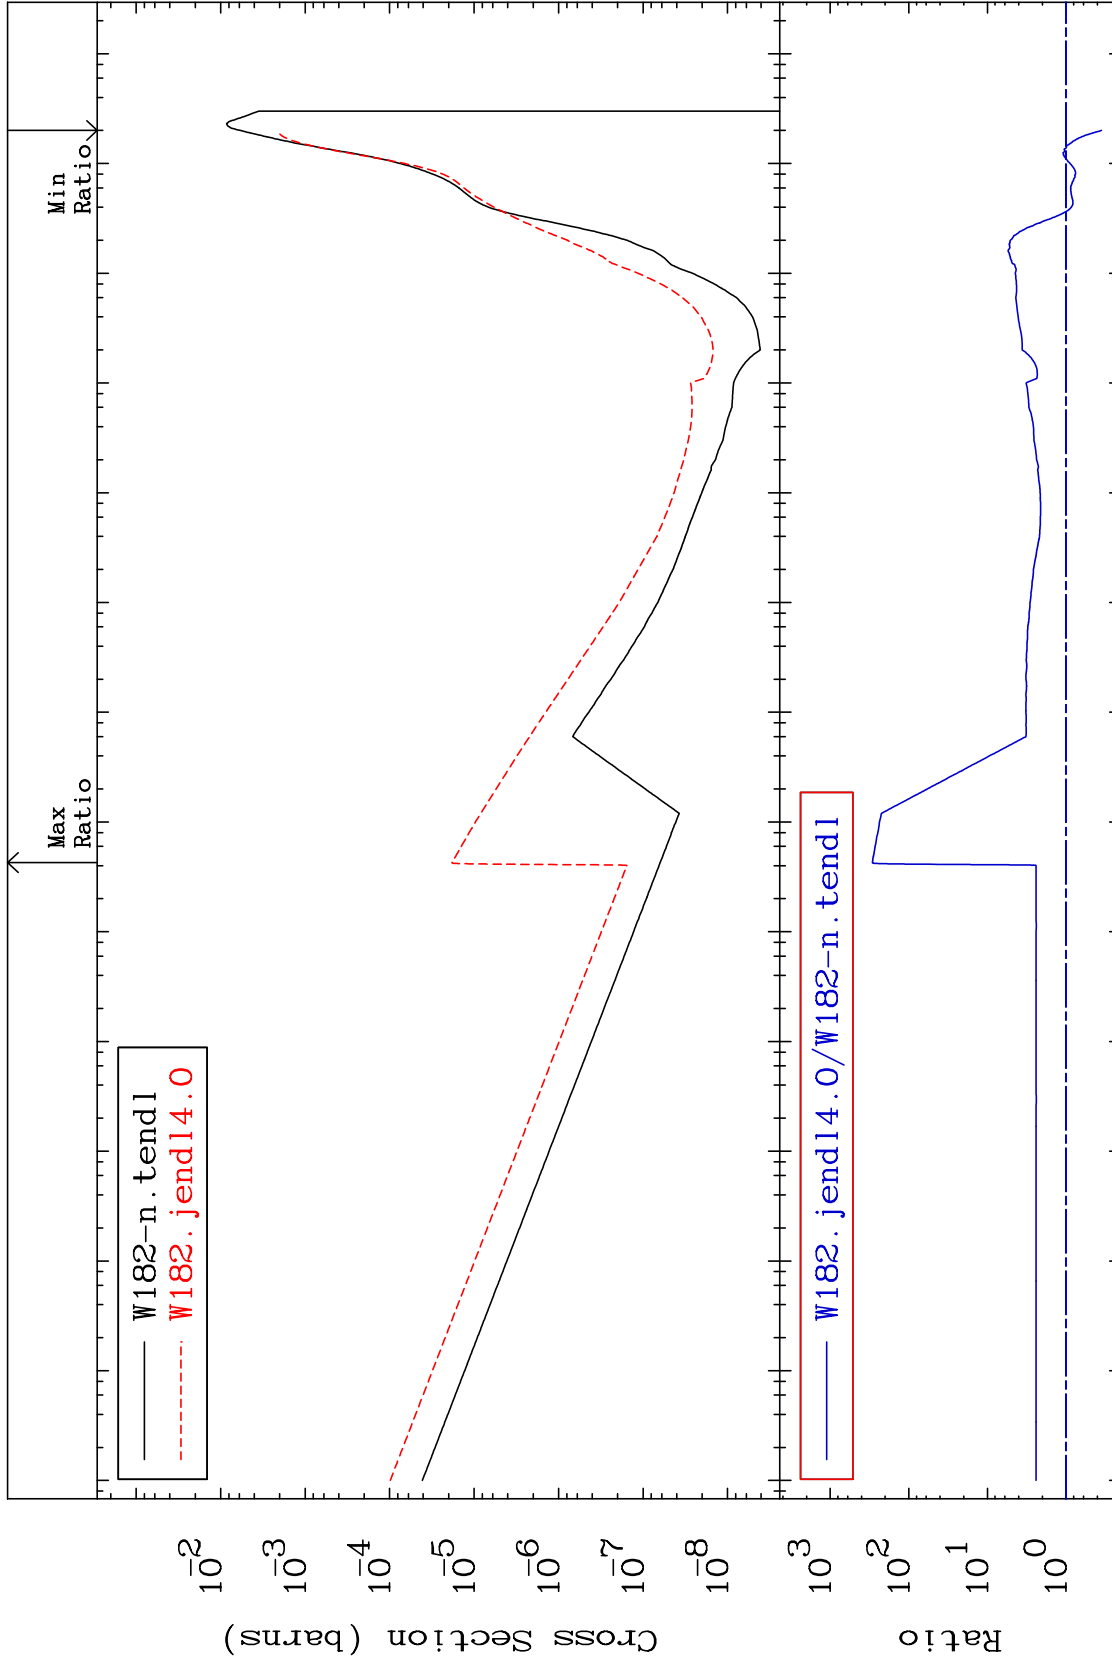 Max
Ratio
Min
Ratio
W182-n.tendl
W182.jendl4.0
10-2
10-3
10-4
10-5
10-6
10-7
10-8
Cross Section (barns)
W182.jendl4.0/W182-n.tendl
10 3
10 2
10 1
10 0
Ratio